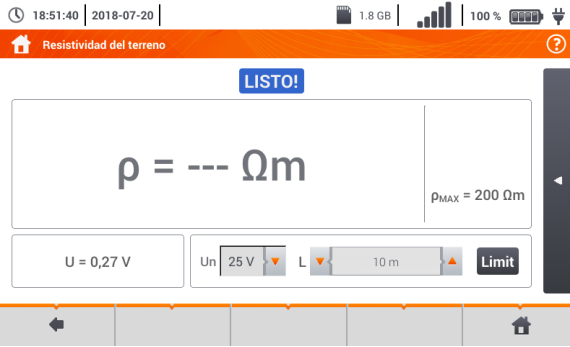 18:51:40 2018-07-20 1.8 GB 100 %
Resistividad del terreno ?
LISTO!
ρ = --- Ωm
ρMAX = 200 Ωm
U = 0,27 V
Un 25 V L 10 m Limit